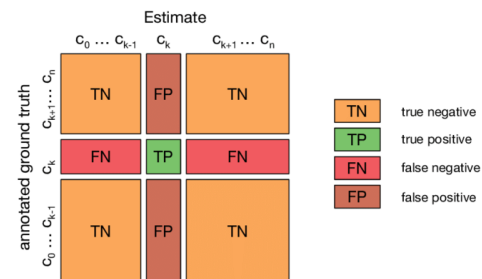 Estimate
c0 … ck-1 ck ck+1 … cn
annotated ground truth
ck+1 … cn
TN FP TN
ck
FN TP FN
c0 … ck-1
TN FP TN
TN true negative
TP true positive
FN false negative
FP false positive